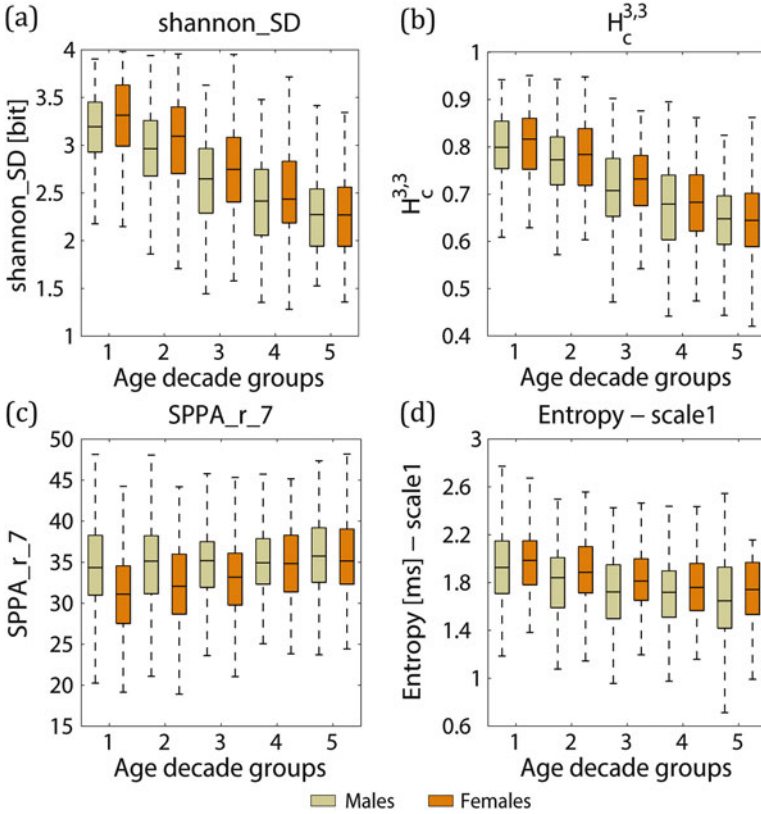 (a) shannon_SD
shannon_SD [bit]
4
3.5
3
2.5
2
1.5
1
1 2 3 4 5
Age decade groups
(b) H_c^{3,3}
H_c^{3,3}
1
0.9
0.8
0.7
0.6
0.5
0.4
1 2 3 4 5
Age decade groups
(c) SPPA_r_7
SPPA_r_7
50
45
40
35
30
25
20
15
1 2 3 4 5
Age decade groups
(d) Entropy – scale1
Entropy [ms] – scale1
3
2.6
2.2
1.8
1.4
1
0.6
1 2 3 4 5
Age decade groups
Males Females